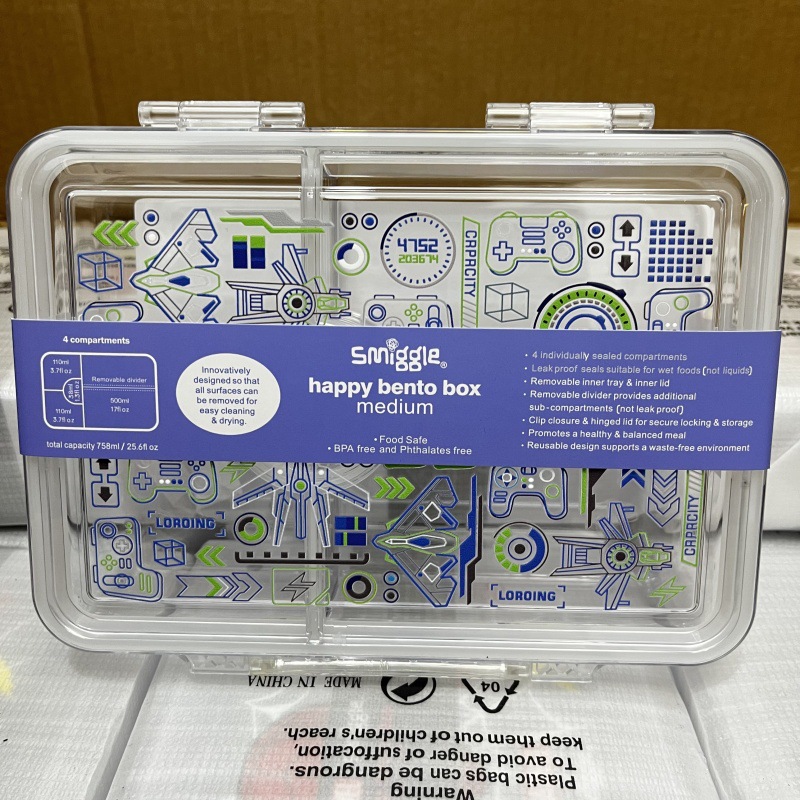 4752
203674
CAPACITY
4 compartments
110ml
3.7fl oz
38ml
1.3fl oz
110ml
3.7fl oz
Removable divider
500ml
17fl oz
total capacity 758ml / 25.6fl oz
Innovatively
designed so that
all surfaces can
be removed for
easy cleaning
& drying.
smiggle®
happy bento box
medium
• Food Safe
• BPA free and Phthalates free
• 4 individually sealed compartments
• Leak proof seals suitable for wet foods (not liquids)
• Removable inner tray & inner lid
• Removable divider provides additional
sub-compartments (not leak proof)
• Clip closure & hinged lid for secure locking & storage
• Promotes a healthy & balanced meal
• Reusable design supports a waste-free environment
LOROING
CAPACITY
LOROING
MADE IN CHINA
04
Warning
Plastic bags can be dangerous.
To avoid danger of suffocation,
keep them out of children's reach.